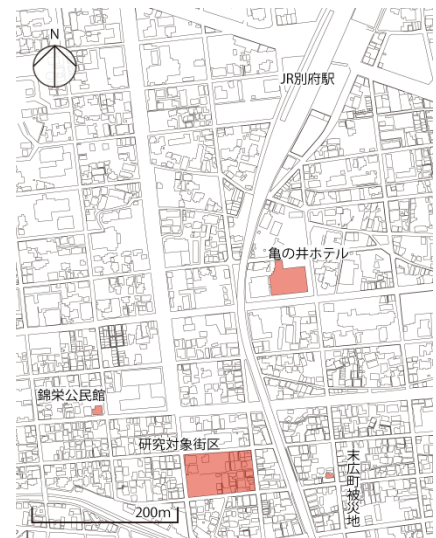 N
JR別府駅
亀の井ホテル
錦栄公民館
研究対象街区
末広町被災地
200m